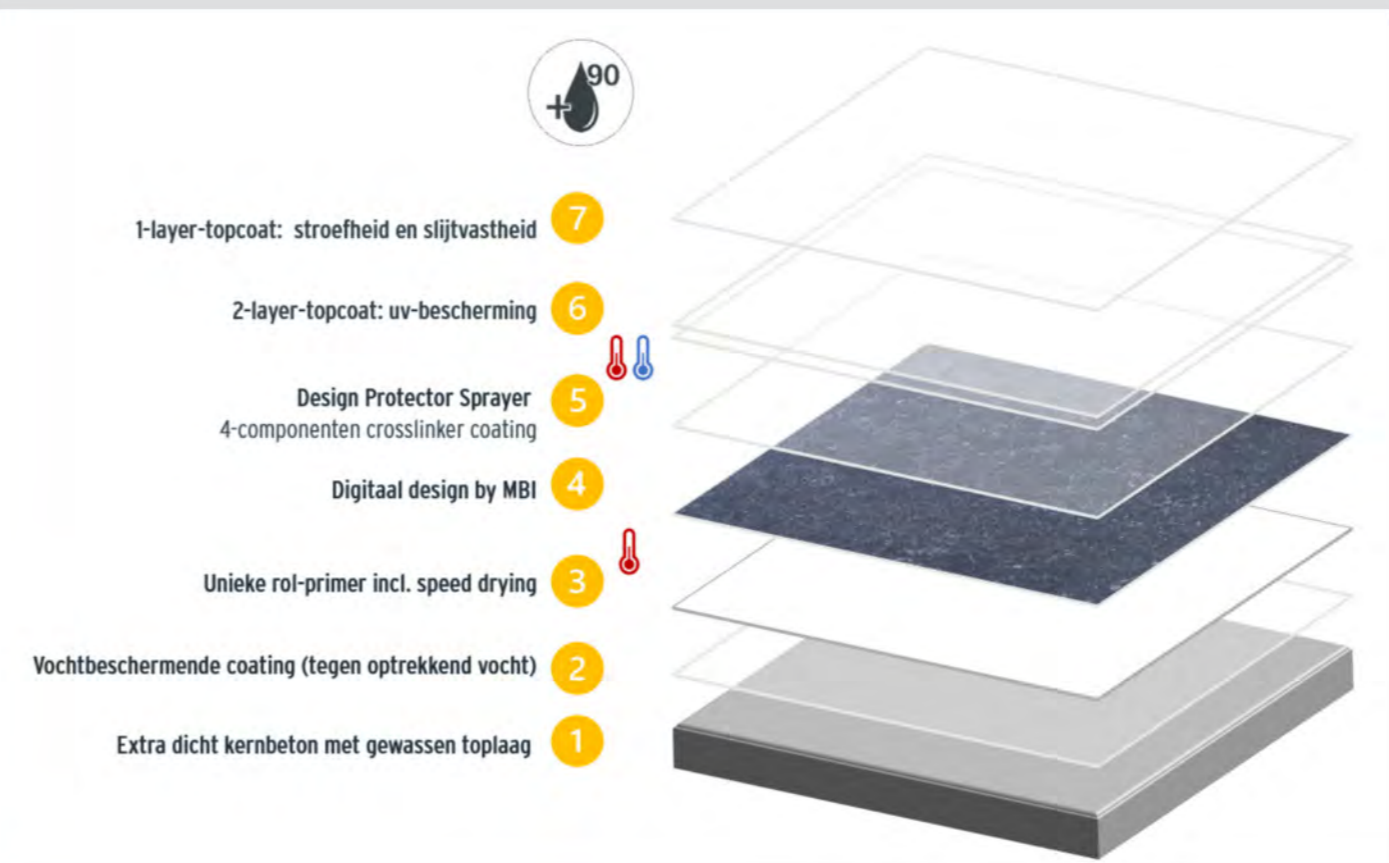 +90
1-layer-topcoat: stroefheid en slijtvastheid 7
2-layer-topcoat: uv-bescherming 6
Design Protector Sprayer 5
4-componenten crosslinker coating
Digitaal design by MBI 4
Unieke rol-primer incl. speed drying 3
Vochtbeschermende coating (tegen optrekkend vocht) 2
Extra dicht kernbeton met gewassen toplaag 1